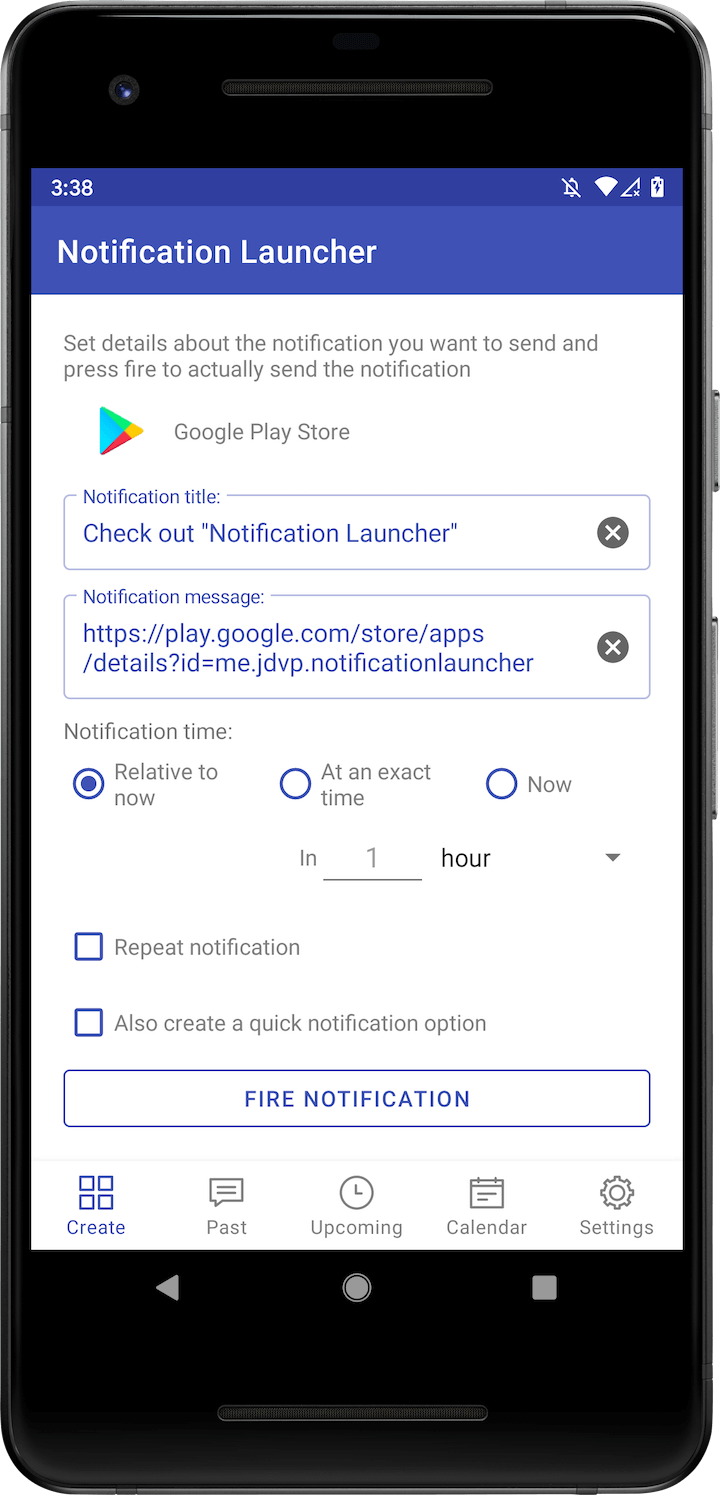 3:38
Notification Launcher
Set details about the notification you want to send and
press fire to actually send the notification
Google Play Store
Notification title:
Check out "Notification Launcher"
Notification message:
https://play.google.com/store/apps
/details?id=me.jdvp.notificationlauncher
Notification time:
Relative to
now
At an exact
time
Now
In 1 hour
Repeat notification
Also create a quick notification option
FIRE NOTIFICATION
Create Past Upcoming Calendar Settings